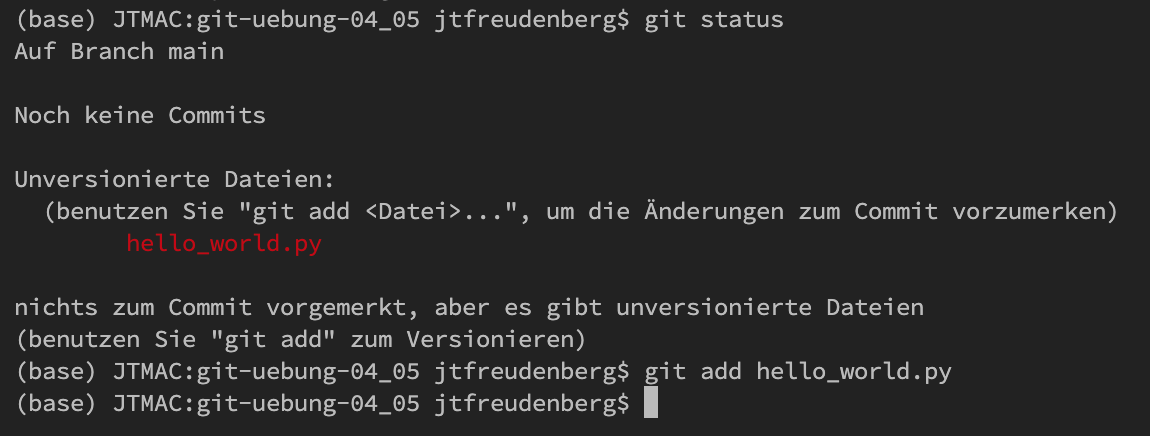 (base) JTMAC:git-uebung-04_05 jtfreudenberg$ git status
Auf Branch main
Noch keine Commits
Unversionierte Dateien:
(benutzen Sie "git add <Datei>...", um die Änderungen zum Commit vorzumerken)
hello_world.py
nichts zum Commit vorgemerkt, aber es gibt unversionierte Dateien
(benutzen Sie "git add" zum Versionieren)
(base) JTMAC:git-uebung-04_05 jtfreudenberg$ git add hello_world.py
(base) JTMAC:git-uebung-04_05 jtfreudenberg$